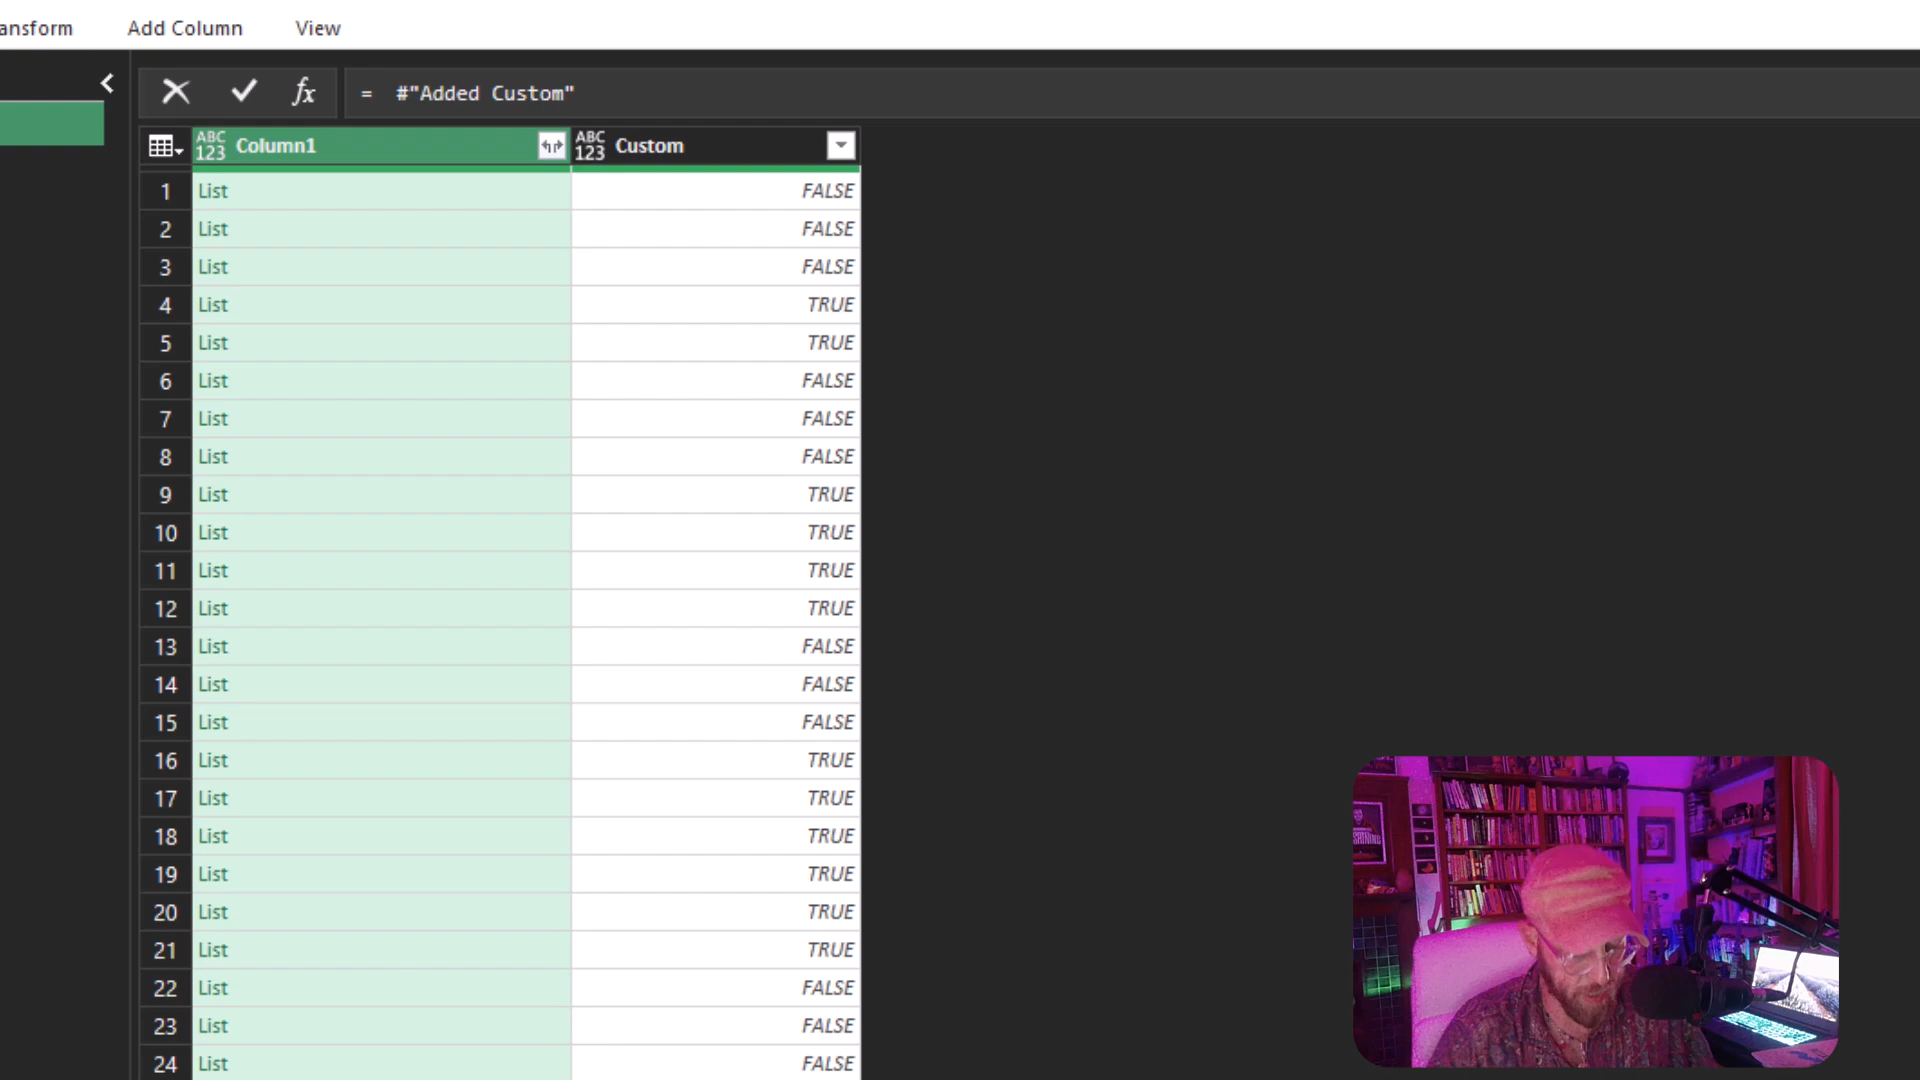 ansform Add Column View
fx = #"Added Custom"
ABC 123 Column1 ABC 123 Custom
1 List FALSE
2 List FALSE
3 List FALSE
4 List TRUE
5 List TRUE
6 List FALSE
7 List FALSE
8 List FALSE
9 List TRUE
10 List TRUE
11 List TRUE
12 List TRUE
13 List FALSE
14 List FALSE
15 List FALSE
16 List TRUE
17 List TRUE
18 List TRUE
19 List TRUE
20 List TRUE
21 List TRUE
22 List FALSE
23 List FALSE
24 List FALSE